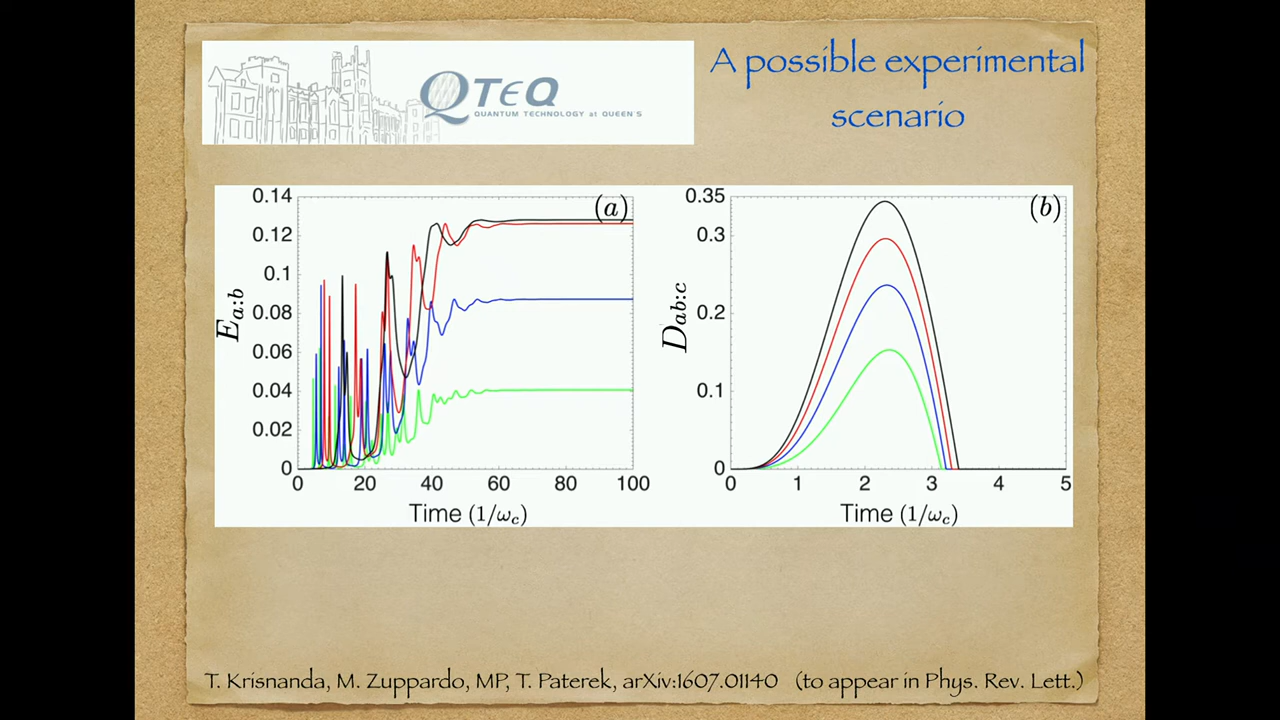 QTEQ
QUANTUM TECHNOLOGY at QUEEN'S
A possible experimental
scenario
(a)
0.14
0.12
0.1
0.08
0.06
0.04
0.02
0
E a:b
0 20 40 60 80 100
Time (1/ω_c)
(b)
0.35
0.3
0.2
0.1
0
D ab:c
0 1 2 3 4 5
Time (1/ω_c)
T. Krisnanda, M. Zuppardo, MP, T. Paterek, arXiv:1607.01140 (to appear in Phys. Rev. Lett.)